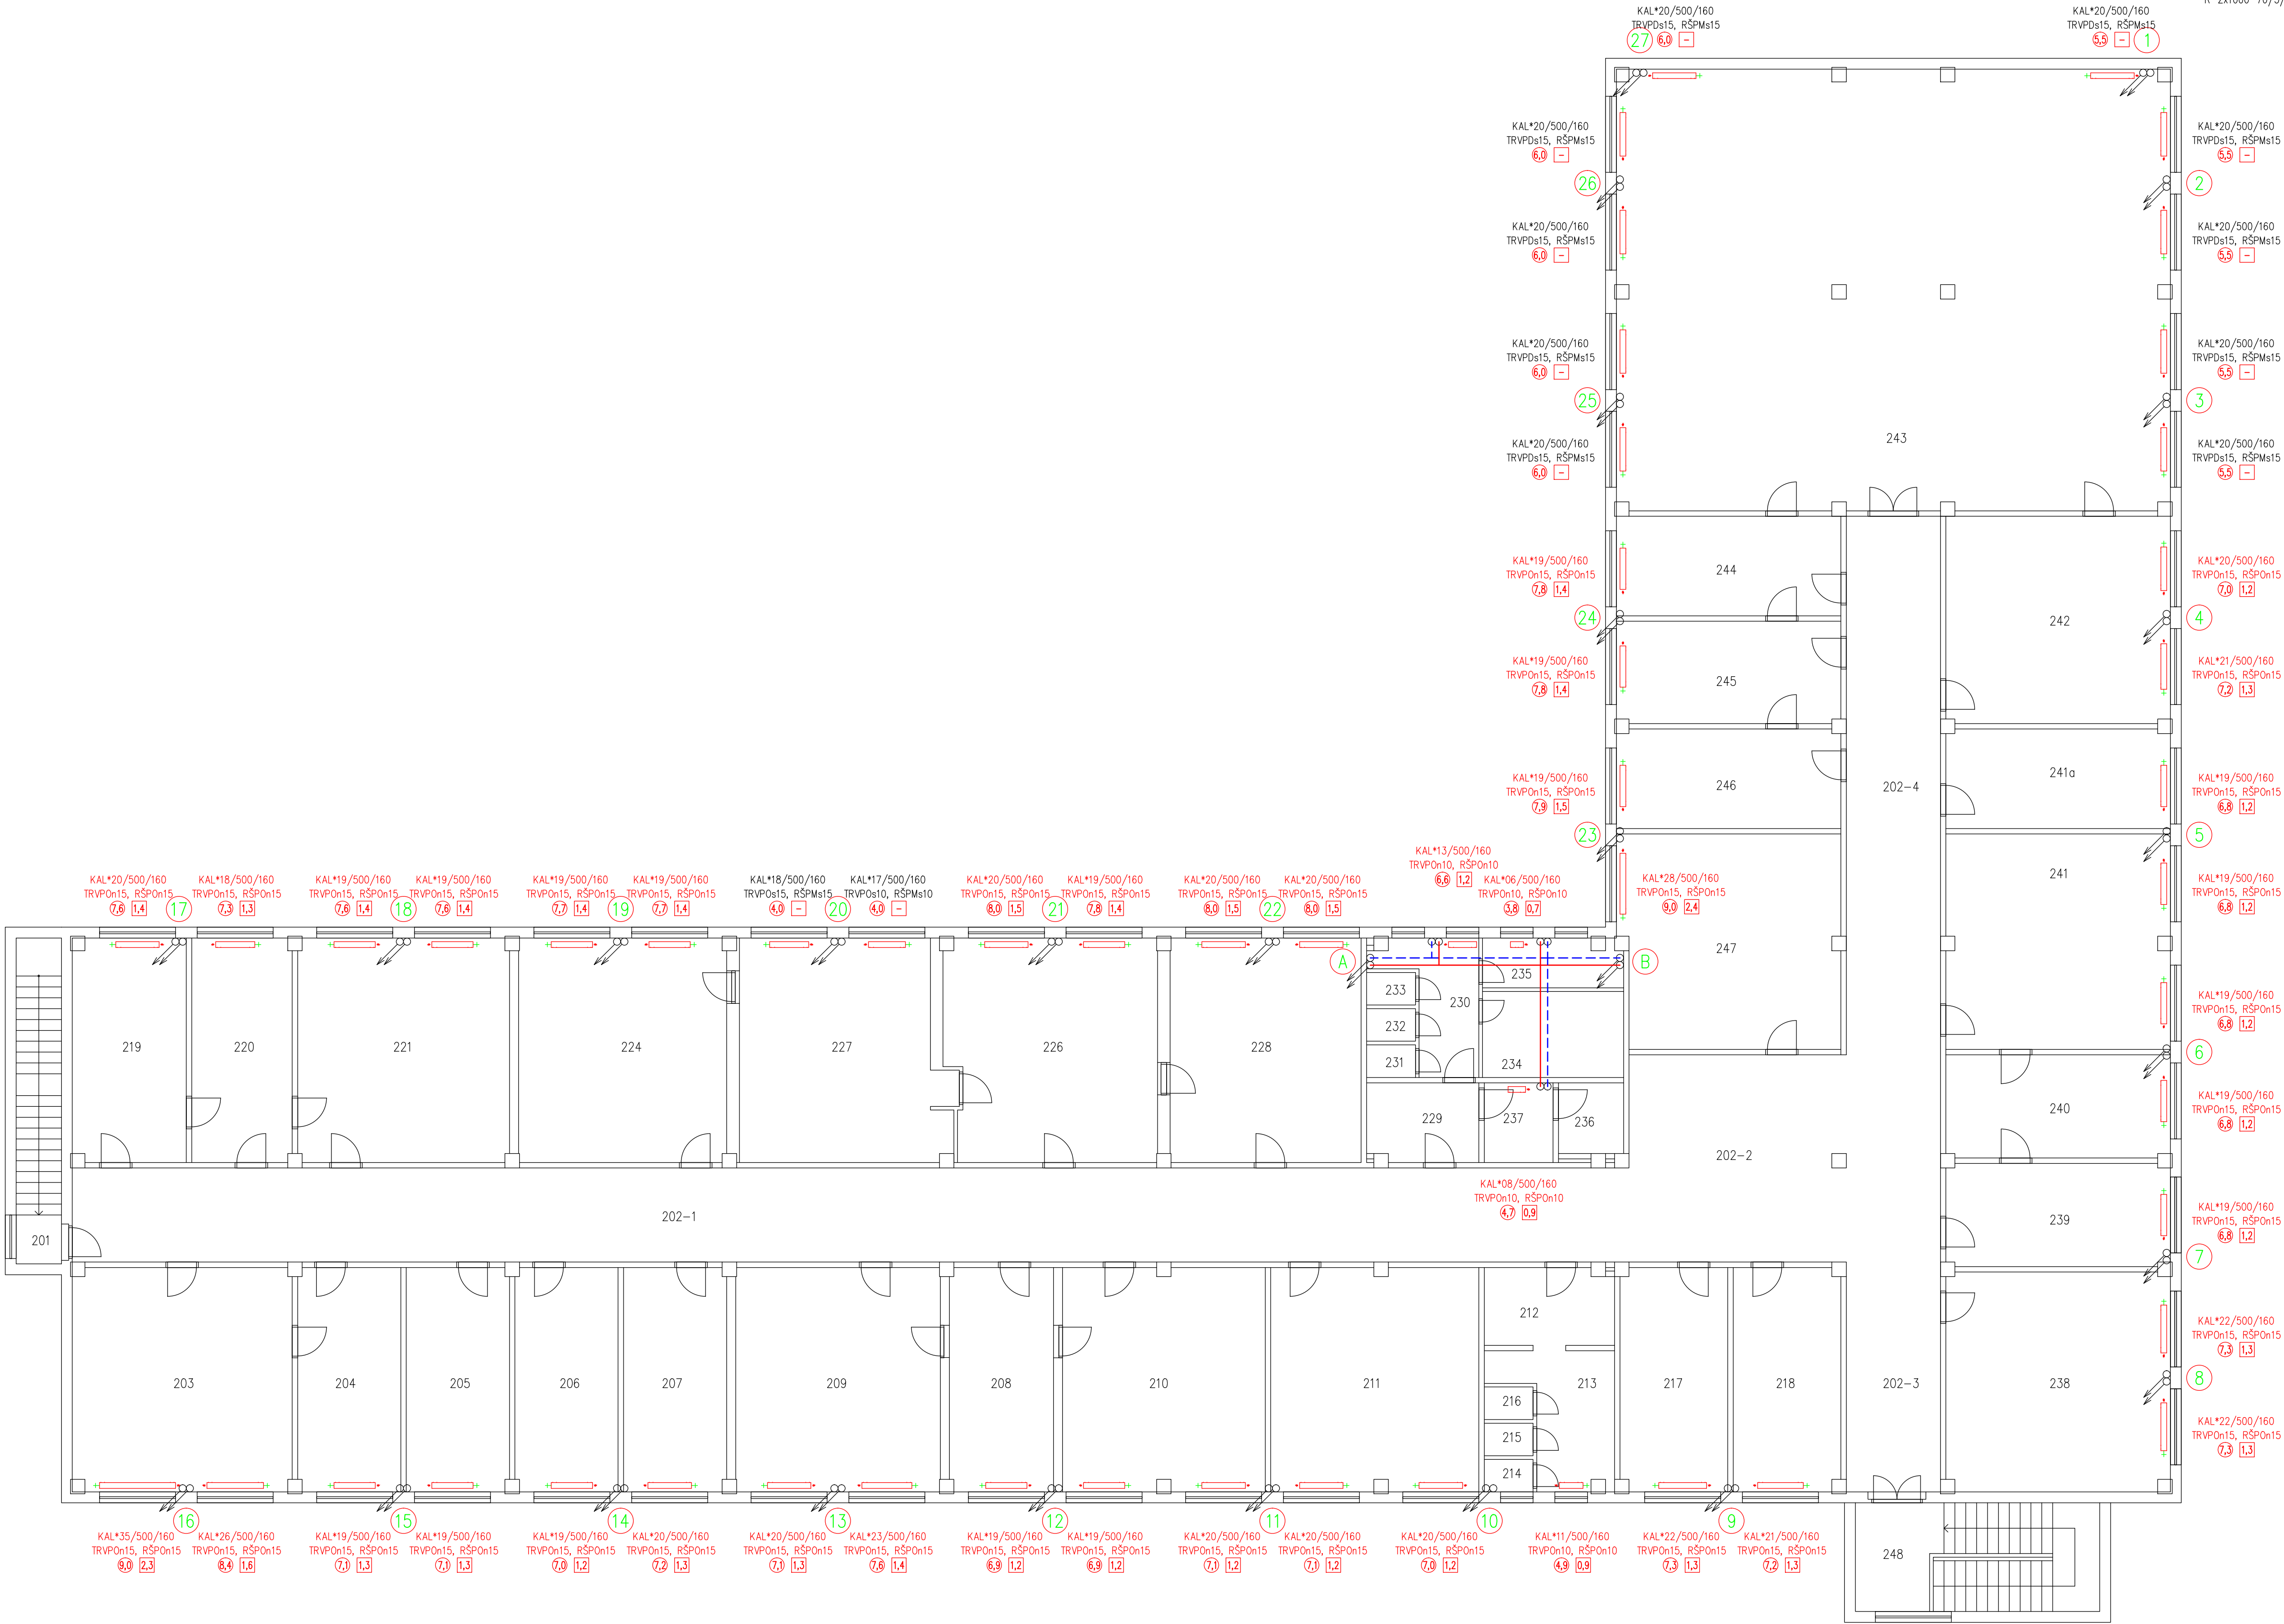 KAL*20/500/160
TRVPDs15, RŠPMs15
27 6,0 -
KAL*20/500/160
TRVPDs15, RŠPMs15
5,5 - 1
KAL*20/500/160
TRVPDs15, RŠPMs15
6,0 -
26
KAL*20/500/160
TRVPDs15, RŠPMs15
6,0 -
KAL*20/500/160
TRVPDs15, RŠPMs15
6,0 -
25
KAL*20/500/160
TRVPDs15, RŠPMs15
6,0 -
KAL*20/500/160
TRVPDs15, RŠPMs15
5,5 -
2
KAL*20/500/160
TRVPDs15, RŠPMs15
5,5 -
KAL*20/500/160
TRVPDs15, RŠPMs15
5,5 -
3
KAL*20/500/160
TRVPDs15, RŠPMs15
5,5 -
243
KAL*19/500/160
TRVPOn15, RŠPOn15
7,8 1,4
24
KAL*19/500/160
TRVPOn15, RŠPOn15
7,8 1,4
KAL*19/500/160
TRVPOn15, RŠPOn15
7,9 1,5
23
KAL*28/500/160
TRVPOn15, RŠPOn15
9,0 2,4
244
245
246
247
202-4
242
241a
241
240
239
238
202-2
202-3
KAL*20/500/160
TRVPOn15, RŠPOn15
7,0 1,2
4
KAL*21/500/160
TRVPOn15, RŠPOn15
7,2 1,3
KAL*19/500/160
TRVPOn15, RŠPOn15
6,8 1,2
5
KAL*19/500/160
TRVPOn15, RŠPOn15
6,8 1,2
KAL*19/500/160
TRVPOn15, RŠPOn15
6,8 1,2
6
KAL*19/500/160
TRVPOn15, RŠPOn15
6,8 1,2
KAL*19/500/160
TRVPOn15, RŠPOn15
6,8 1,2
7
KAL*22/500/160
TRVPOn15, RŠPOn15
7,3 1,3
8
KAL*22/500/160
TRVPOn15, RŠPOn15
7,3 1,3
KAL*20/500/160
TRVPOn15, RŠPOn15
7,6 1,4
17
KAL*18/500/160
TRVPOn15, RŠPOn15
7,3 1,3
KAL*19/500/160
TRVPOn15, RŠPOn15
7,6 1,4
18
KAL*19/500/160
TRVPOn15, RŠPOn15
7,6 1,4
KAL*19/500/160
TRVPOn15, RŠPOn15
7,7 1,4
19
KAL*19/500/160
TRVPOn15, RŠPOn15
7,7 1,4
KAL*18/500/160
TRVPOs15, RŠPMs15
4,0 -
20
KAL*17/500/160
TRVPOs10, RŠPMs10
4,0 -
KAL*20/500/160
TRVPOn15, RŠPOn15
8,0 1,5
21
KAL*19/500/160
TRVPOn15, RŠPOn15
7,8 1,4
KAL*20/500/160
TRVPOn15, RŠPOn15
8,0 1,5
22
KAL*20/500/160
TRVPOn15, RŠPOn15
8,0 1,5
KAL*13/500/160
TRVPOn10, RŠPOn10
6,6 1,2
KAL*06/500/160
TRVPOn10, RŠPOn10
3,8 0,7
A
B
219
220
221
224
227
226
228
233
232
231
230
235
234
229
237
236
KAL*08/500/160
TRVPOn10, RŠPOn10
4,7 0,9
201
202-1
203
204
205
206
207
209
208
210
211
212
213
216
215
214
217
218
248
KAL*35/500/160
TRVPOn15, RŠPOn15
9,0 2,3
16
KAL*26/500/160
TRVPOn15, RŠPOn15
8,4 1,6
KAL*19/500/160
TRVPOn15, RŠPOn15
7,1 1,3
15
KAL*19/500/160
TRVPOn15, RŠPOn15
7,1 1,3
KAL*19/500/160
TRVPOn15, RŠPOn15
7,0 1,2
14
KAL*20/500/160
TRVPOn15, RŠPOn15
7,2 1,3
KAL*20/500/160
TRVPOn15, RŠPOn15
7,1 1,3
13
KAL*23/500/160
TRVPOn15, RŠPOn15
7,6 1,4
KAL*19/500/160
TRVPOn15, RŠPOn15
6,9 1,2
12
KAL*19/500/160
TRVPOn15, RŠPOn15
6,9 1,2
KAL*20/500/160
TRVPOn15, RŠPOn15
7,1 1,2
11
KAL*20/500/160
TRVPOn15, RŠPOn15
7,1 1,2
KAL*20/500/160
TRVPOn15, RŠPOn15
7,0 1,2
10
KAL*11/500/160
TRVPOn10, RŠPOn10
4,9 0,9
KAL*22/500/160
TRVPOn15, RŠPOn15
7,3 1,3
9
KAL*21/500/160
TRVPOn15, RŠPOn15
7,2 1,3